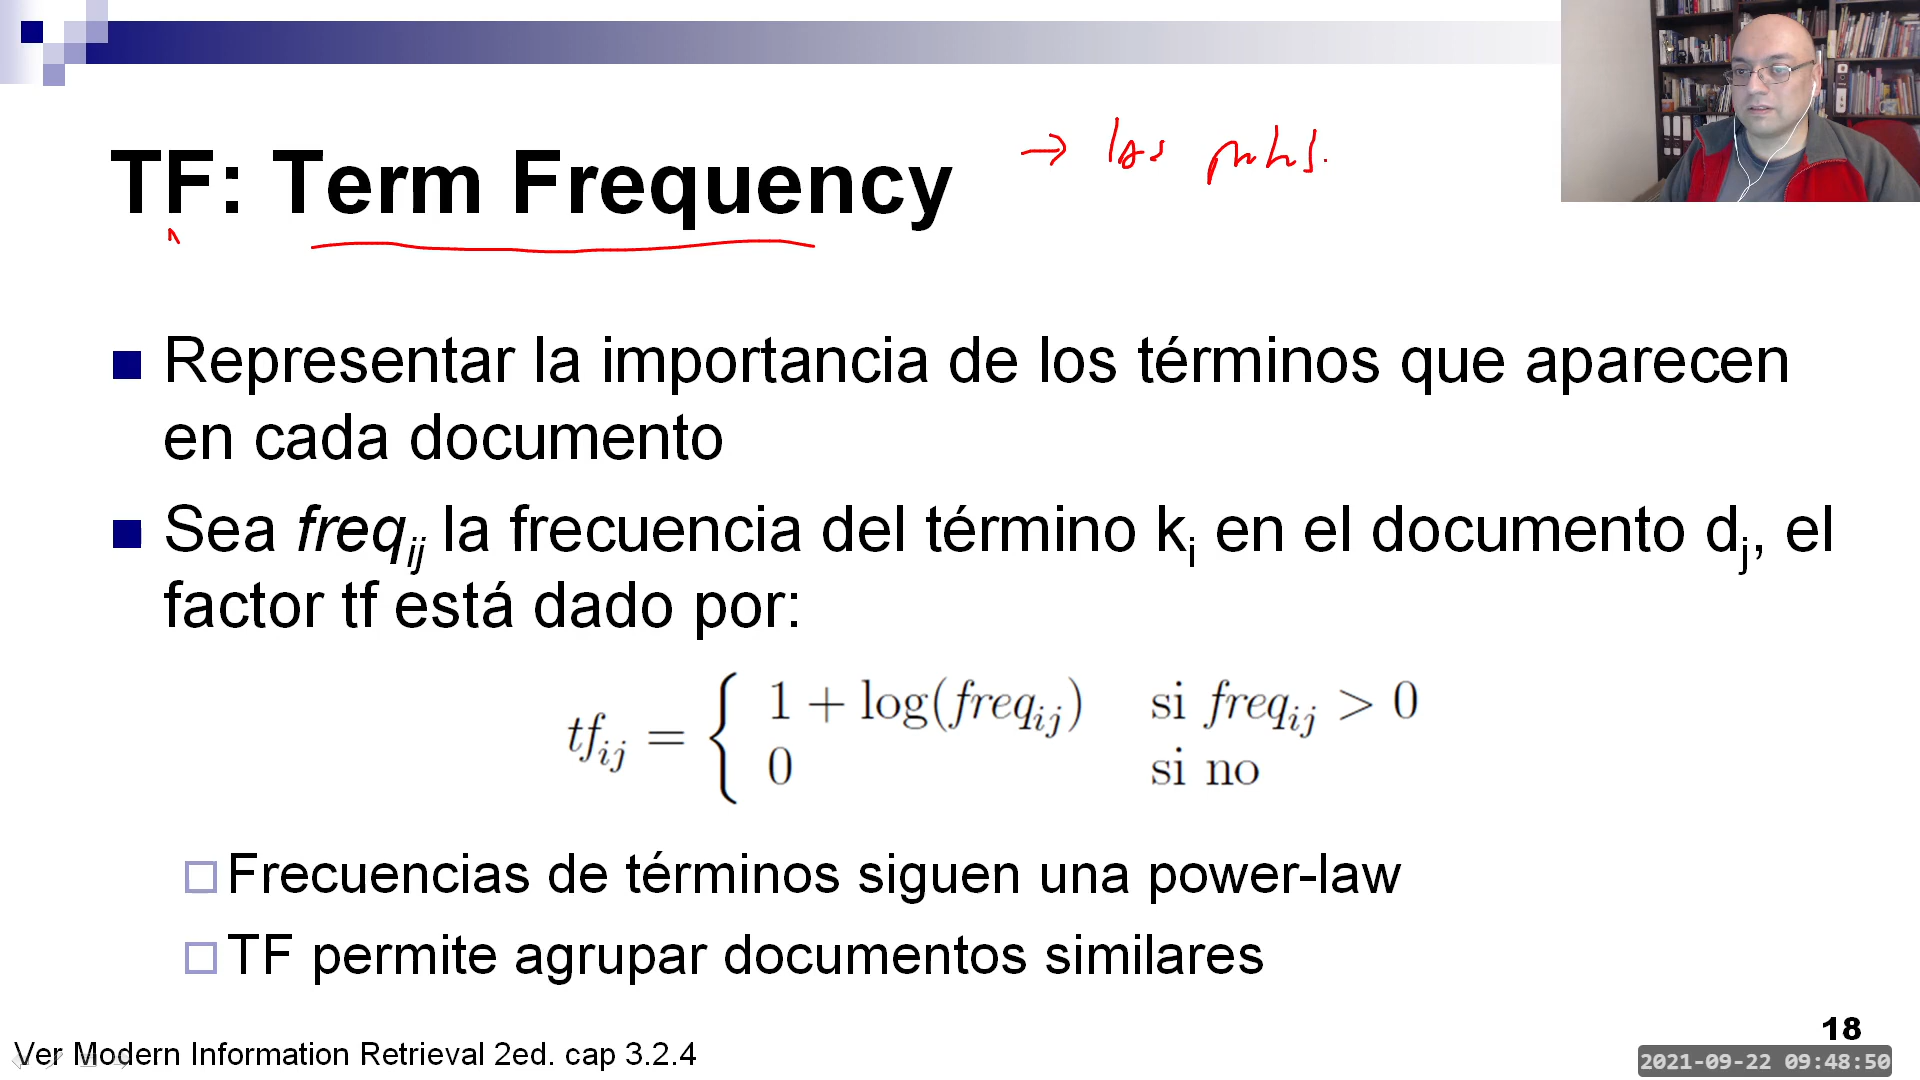 TF: Term Frequency
→ las
Representar la importancia de los términos que aparecen
en cada documento
Sea freq_ij la frecuencia del término k_i en el documento d_j, el
factor tf está dado por:
tf_ij = { 1 + log(freq_ij) si freq_ij > 0
0 si no
Frecuencias de términos siguen una power-law
TF permite agrupar documentos similares
18
Ver Modern Information Retrieval 2ed. cap 3.2.4
2021-09-22 09:48:50